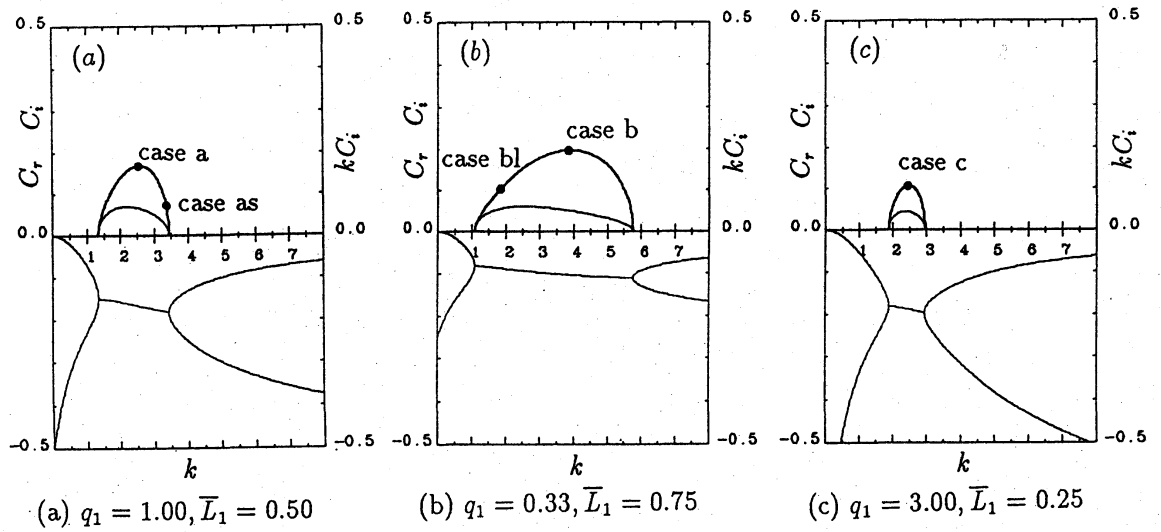 0.5
(a)
C_r C_i
case a
case as
0.0
1 2 3 4 5 6 7
-0.5
k
0.5
kC_i
0.0
-0.5
(a) q_1 = 1.00, L̅_1 = 0.50
0.5
(b)
C_r C_i
case b
case bl
0.0
1 2 3 4 5 6 7
-0.5
k
0.5
kC_i
0.0
-0.5
(b) q_1 = 0.33, L̅_1 = 0.75
0.5
(c)
C_r C_i
case c
0.0
1 2 3 4 5 6 7
-0.5
k
0.5
kC_i
0.0
-0.5
(c) q_1 = 3.00, L̅_1 = 0.25